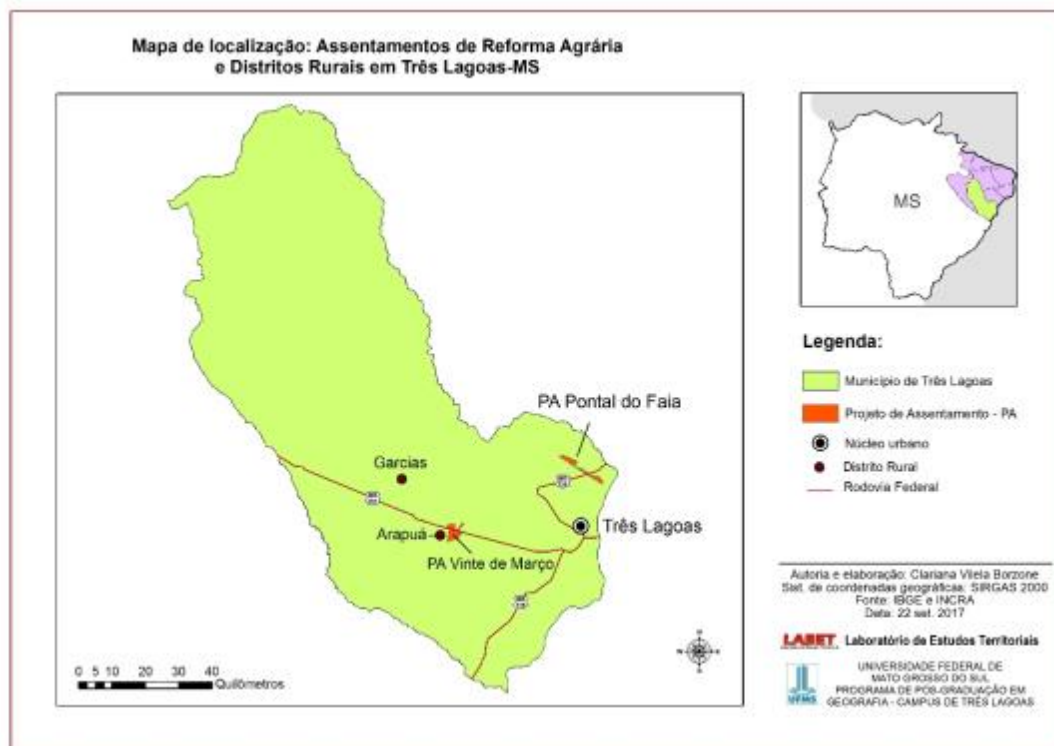 Mapa de localização: Assentamentos de Reforma Agrária
e Distritos Rurais em Três Lagoas-MS
MS
PA Pontal do Faia
Garcias
Três Lagoas
Arapuá
PA Vinte de Março
0 5 10 20 30 40
Quilômetros
Legenda:
Município de Três Lagoas
Projeto de Assentamento - PA
Núcleo urbano
Distrito Rural
Rodovia Federal
Autoria e elaboração: Clariana Vilela Borzone
Sist. de coordenadas geográficas: SIRGAS 2000
Fonte: IBGE e INCRA
Data: 22 set. 2017
LABET Laboratório de Estudos Territoriais
UFMS
UNIVERSIDADE FEDERAL DE
MATO GROSSO DO SUL
PROGRAMA DE PÓS-GRADUAÇÃO EM
GEOGRAFIA - CAMPUS DE TRÊS LAGOAS